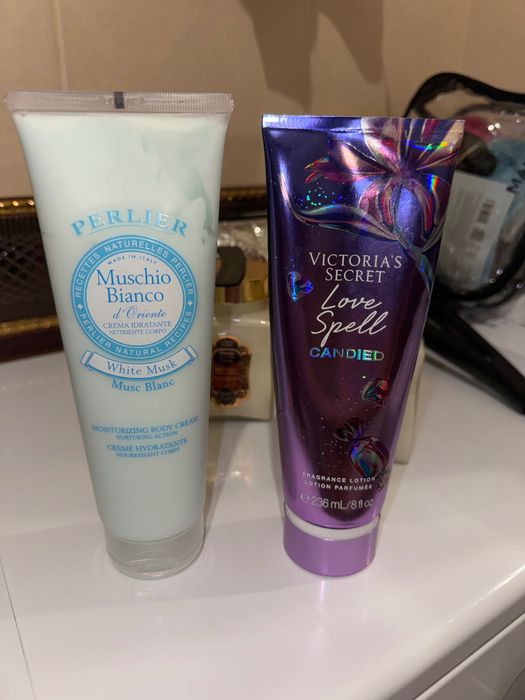 PERLIER
RECETTES NATURELLES PERLIER
MADE IN ITALY
Muschio
Bianco
d'Oriente
CREMA IDRATANTE
NUTRIENTE CORPO
PERLIER NATURAL RECIPES
White Musk
Musc Blanc
MOISTURIZING BODY CREAM
NURTURING ACTION
CREME HYDRATANTE
NOURRISSANT CORPS
VICTORIA'S
SECRET
Love
Spell
CANDIED
FRAGRANCE LOTION
LOTION PARFUMÉE
℮ 236 mL/8 fl oz
MA